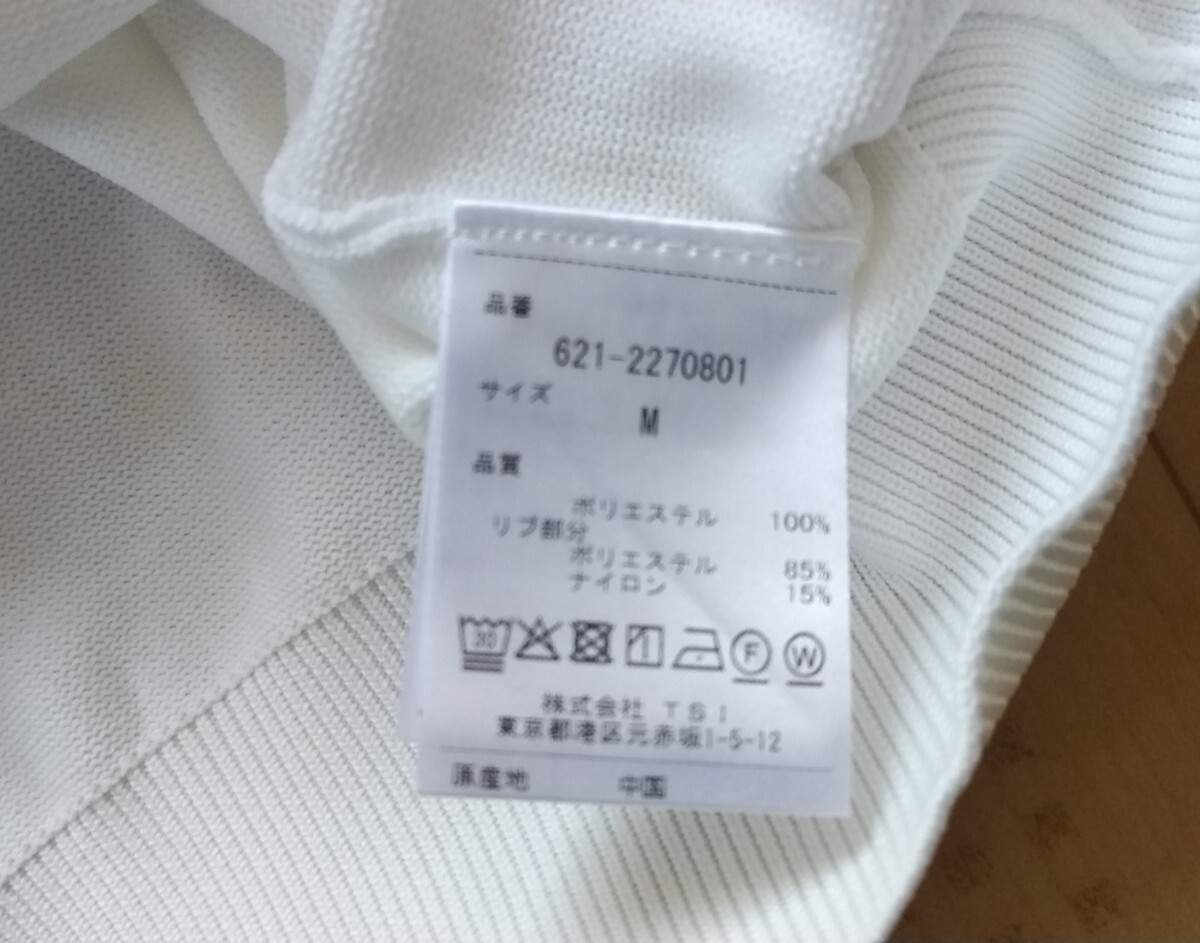 品番
621-2270801
サイズ
M
品質
ポリエステル 100%
リブ部分
ポリエステル 85%
ナイロン 15%
30 F W
株式会社 TSI
東京都港区元赤坂1-5-12
原産地 中国